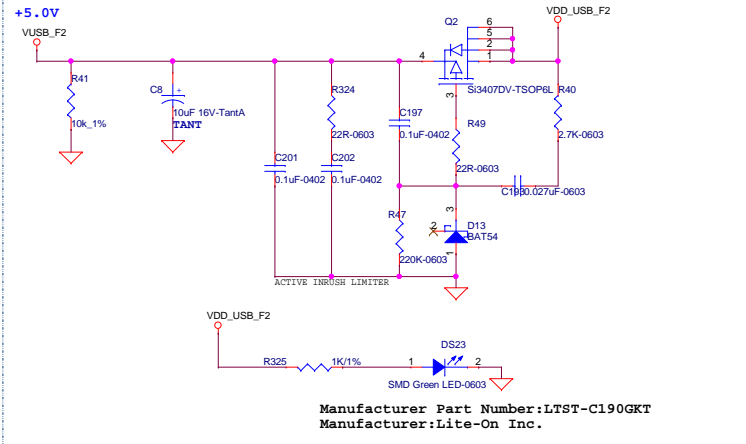 +5.0V
VUSB_F2
VDD_USB_F2
Q2
6
5
2
1
4
Si3407DV-TSOP6L
3
R41
10k_1%
C8
+
10uF 16V-TantA
TANT
R324
22R-0603
C197
0.1uF-0402
R49
22R-0603
R40
2.7K-0603
C201
0.1uF-0402
C202
0.1uF-0402
C193
0.027uF-0603
R47
220K-0603
3
2
D13
BAT54
1
ACTIVE INRUSH LIMITER
VDD_USB_F2
R325
1K/1%
1
DS23
2
SMD Green LED-0603
Manufacturer Part Number:LTST-C190GKT
Manufacturer:Lite-On Inc.